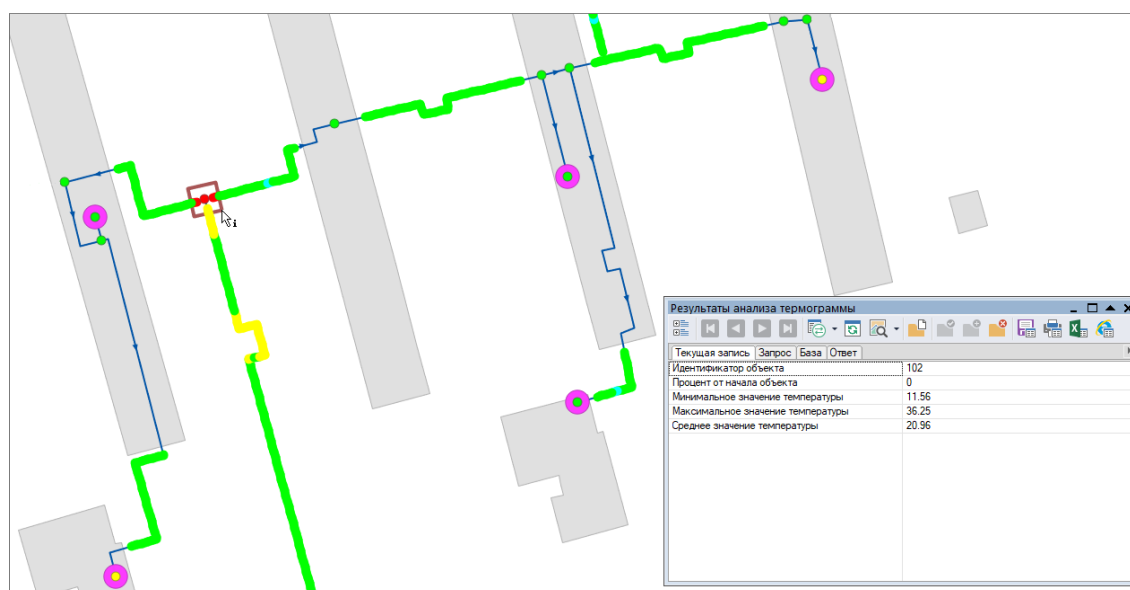 Результаты анализа термограммы
Текущая запись Запрос База Ответ
Идентификатор объекта 102
Процент от начала объекта 0
Минимальное значение температуры 11.56
Максимальное значение температуры 36.25
Среднее значение температуры 20.96